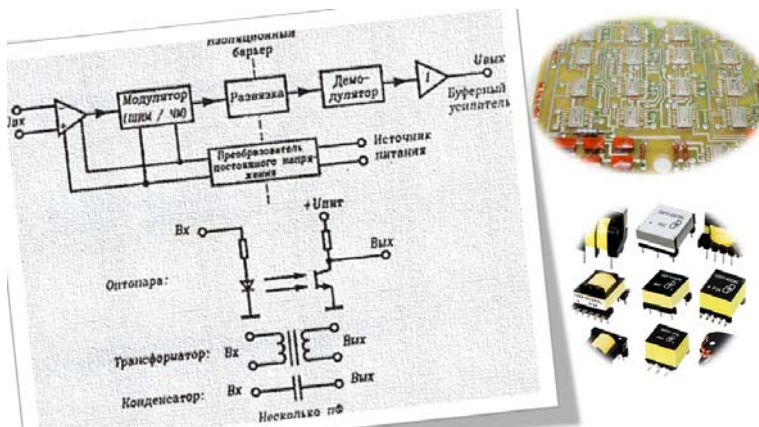 Изоляционный
барьер
Uвх
Модулятор
(ШИМ / ЧМ)
Развязка
Демо-
дулятор
1
Uвых
Буферный
усилитель
Преобразователь
постоянного напря-
жения
Источник
питания
+Uпит
Вх
Вых
Оптопара:
Трансформатор:
Вх
Вых
Конденсатор:
Вх
Вых
Несколько пФ